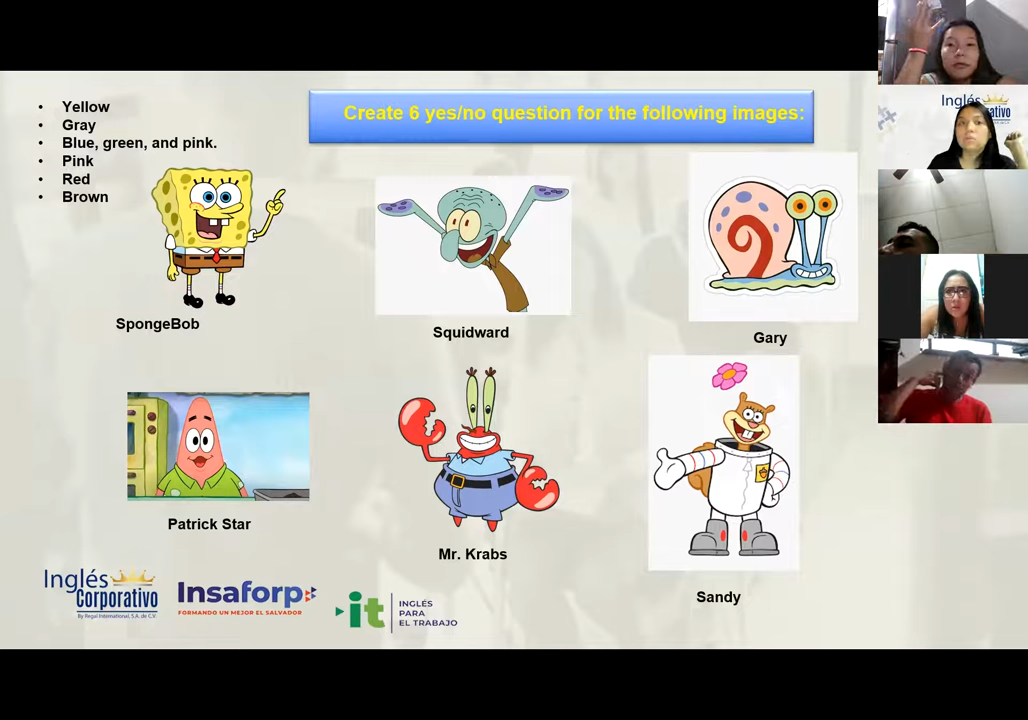 Create 6 yes/no question for the following images:
• Yellow
• Gray
• Blue, green, and pink.
• Pink
• Red
• Brown
SpongeBob
Squidward
Gary
Patrick Star
Mr. Krabs
Sandy
Inglés
Corporativo
By Regal International, S.A. de C.V.
Insaforp
FORMANDO UN MEJOR EL SALVADOR
it
INGLÉS
PARA
EL TRABAJO
Inglés